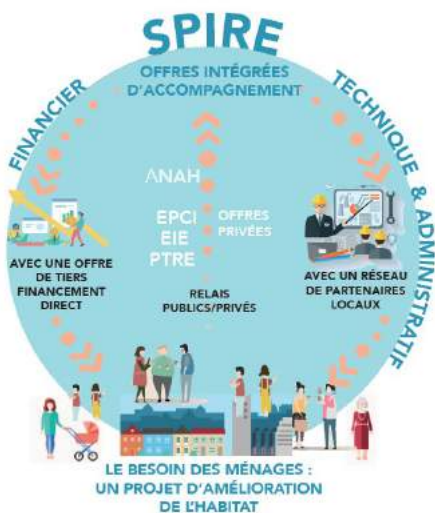 SPIRE
OFFRES INTÉGRÉES
D'ACCOMPAGNEMENT
FINANCIER
TECHNIQUE & ADMINISTRATIF
ANAH
EPCI
EIE
PTRE
OFFRES
PRIVÉES
AVEC UNE OFFRE
DE TIERS
FINANCEMENT
DIRECT
RELAIS
PUBLICS/PRIVÉS
AVEC UN RÉSEAU
DE PARTENAIRES
LOCAUX
LE BESOIN DES MÉNAGES :
UN PROJET D'AMÉLIORATION
DE L'HABITAT